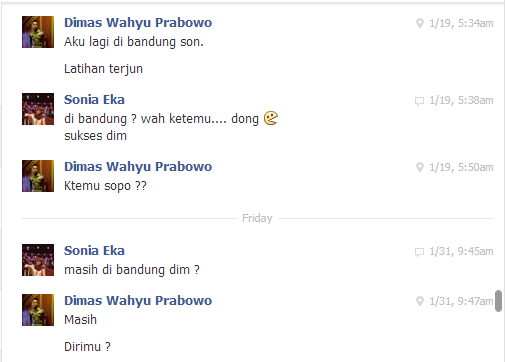 Dimas Wahyu Prabowo 1/19, 5:34am
Aku lagi di bandung son.
Latihan terjun
Sonia Eka 1/19, 5:38am
di bandung ? wah ketemu.... dong
sukses dim
Dimas Wahyu Prabowo 1/19, 5:50am
Ktemu sopo ??
Friday
Sonia Eka 1/31, 9:45am
masih di bandung dim ?
Dimas Wahyu Prabowo 1/31, 9:47am
Masih
Dirimu ?